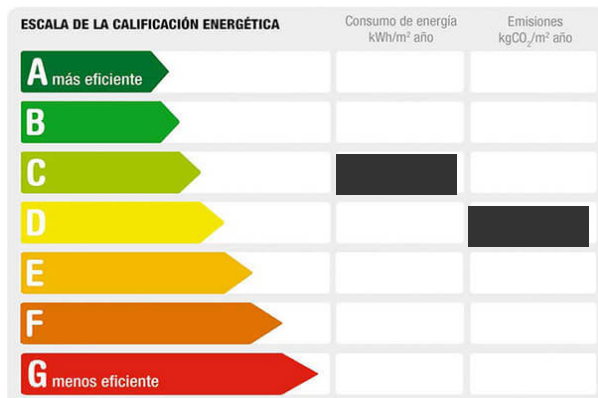 ESCALA DE LA CALIFICACIÓN ENERGÉTICA
Consumo de energía
kWh/m² año
Emisiones
kgCO₂/m² año
A más eficiente
B
C
D
E
F
G menos eficiente